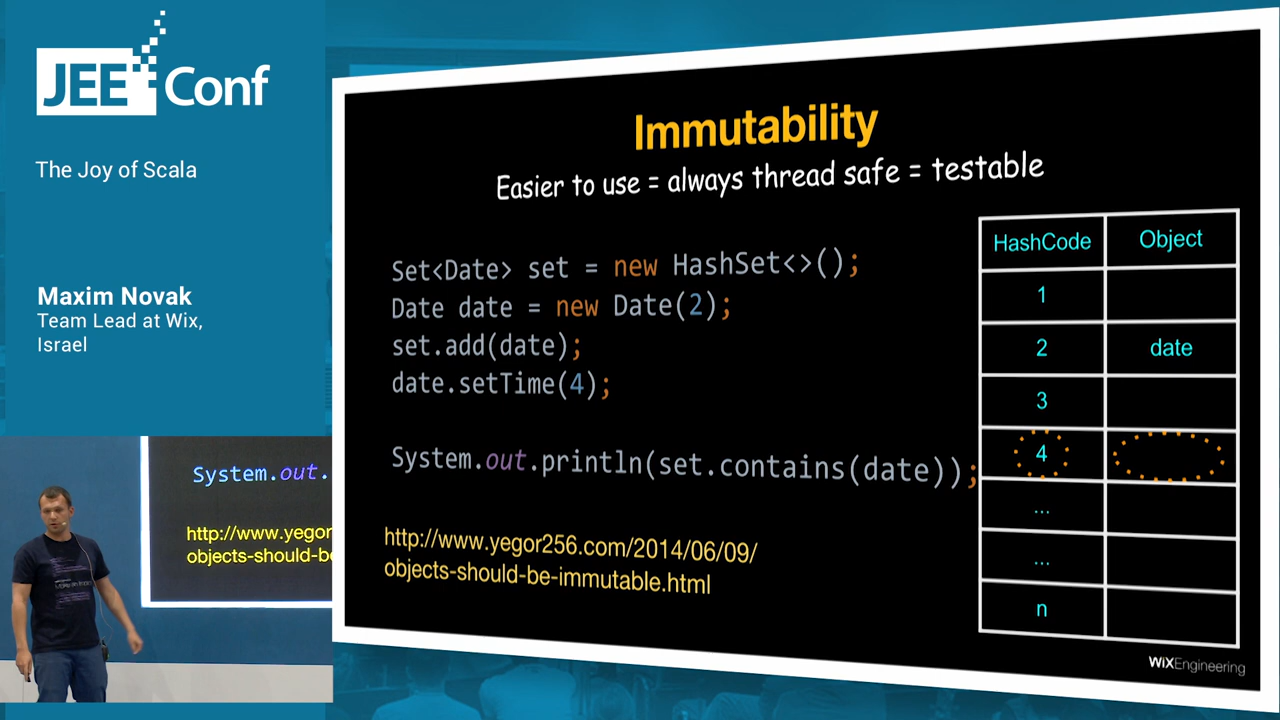 JEE Conf
The Joy of Scala
Maxim Novak
Team Lead at Wix,
Israel
Immutability
Easier to use = always thread safe = testable
Set<Date> set = new HashSet<>();
Date date = new Date(2);
set.add(date);
date.setTime(4);
System.out.println(set.contains(date));
http://www.yegor256.com/2014/06/09/
objects-should-be-immutable.html
HashCode Object
1
2 date
3
4
...
...
n
WiXEngineering
System.out.
http://www.yegor
objects-should-be